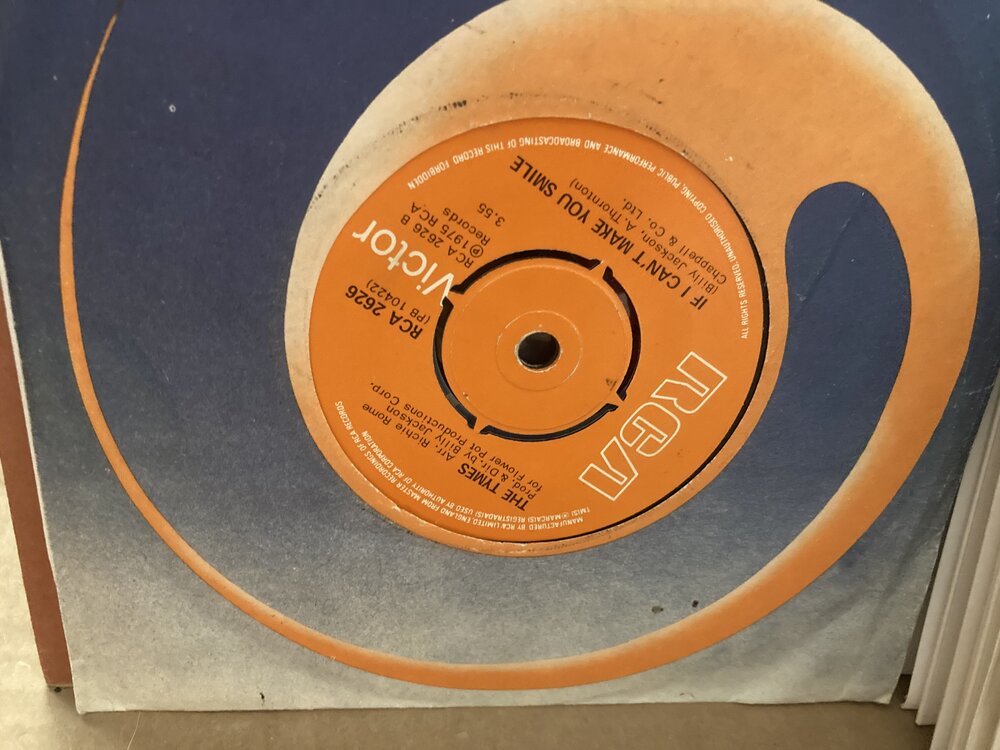 RCA
Victor
IF I CAN'T MAKE YOU SMILE
(Billy Jackson, A. Thornton)
Chappell & Co. Ltd.
RCA 2626
(PB 10422)
RCA 2626 B
℗1975 RCA
Records
3.55
THE TYMES
Prod. & Dir. by Billy Jackson
for Flower Pot Productions Corp.
Arr. Richie Rome
ALL RIGHTS RESERVED, UNAUTHORISED COPYING, PUBLIC PERFORMANCE AND BROADCASTING OF THIS RECORD FORBIDDEN
MANUFACTURED BY RCA LIMITED, ENGLAND FROM MASTER RECORDINGS OF RCA RECORDS
TM(S) ® MARCA(S) REGISTRADA(S) USED BY AUTHORITY OF RCA CORPORATION